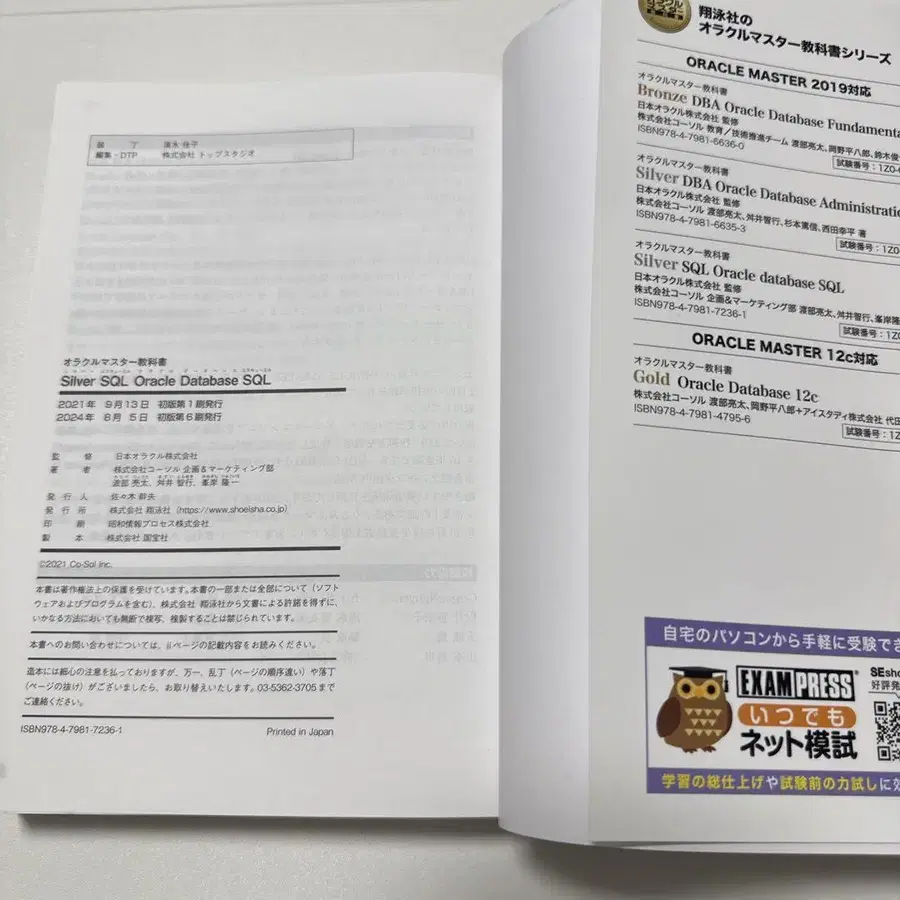 装丁 清水 佳子
編集・DTP 株式会社 トップスタジオ
オラクルマスター教科書
Silver SQL Oracle Database SQL
2021年 9月13日 初版第1刷発行
2024年 8月 5日 初版第6刷発行
監修 日本オラクル株式会社
著者 株式会社コーソル 企画&マーケティング部
渡部 亮太、舛井 智行、峯岸 隆一
発行人 佐々木 幹夫
発行所 株式会社 翔泳社 (https://www.shoeisha.co.jp)
印刷 昭和情報プロセス株式会社
製本 株式会社 国宝社
©2021 Co-Sol Inc.
本書は著作権法上の保護を受けています。本書の一部または全部について(ソフト
ウェアおよびプログラムを含む)、株式会社 翔泳社から文書による許諾を得ずに、
いかなる方法においても無断で複写、複製することは禁じられています。
本書へのお問い合わせについては、iiページの記載内容をお読みください。
造本には細心の注意を払っておりますが、万一、乱丁(ページの順序違い)や落丁
(ページの抜け)がございましたら、お取り替えいたします。03-5362-3705まで
ご連絡ください。
ISBN978-4-7981-7236-1 Printed in Japan
翔泳社の
オラクルマスター教科書シリーズ
ORACLE MASTER 2019対応
オラクルマスター教科書
Bronze DBA Oracle Database Fundamenta
日本オラクル株式会社 監修
株式会社コーソル 教育/技術推進チーム 渡部亮太、岡野平八郎、鈴木俊
ISBN978-4-7981-6636-0
試験番号:1Z0-
オラクルマスター教科書
Silver DBA Oracle Database Administratio
日本オラクル株式会社 監修
株式会社コーソル 渡部亮太、舛井智行、杉本篤信、西田幸平 著
ISBN978-4-7981-6635-3
試験番号:1Z0
オラクルマスター教科書
Silver SQL Oracle database SQL
日本オラクル株式会社 監修
株式会社コーソル 企画&マーケティング部 渡部亮太、舛井智行、峯岸隆
ISBN978-4-7981-7236-1
試験番号:1Z0
ORACLE MASTER 12c対応
オラクルマスター教科書
Gold Oracle Database 12c
株式会社コーソル 渡部亮太、岡野平八郎+アイスタディ株式会社 代田
ISBN978-4-7981-4795-6
試験番号:1Z
自宅のパソコンから手軽に受験でき
EXAMPRESS®
いつでも
ネット模試
SEsho
好評発
学習の総仕上げや試験前の力試しに